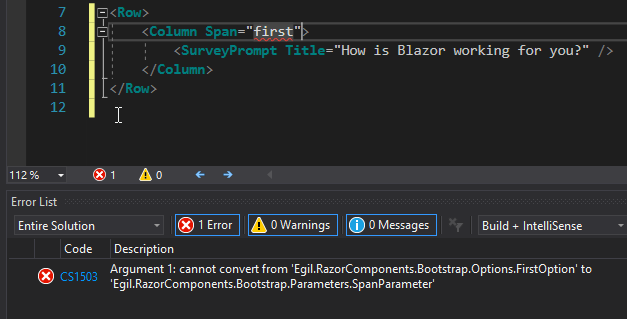 7 <Row>
8 <Column Span="first">
9 <SurveyPrompt Title="How is Blazor working for you?" />
10 </Column>
11 </Row>
12
112 % 1 0
Error List
Entire Solution 1 Error 0 Warnings 0 Messages Build + IntelliSense
Code Description
CS1503 Argument 1: cannot convert from 'Egil.RazorComponents.Bootstrap.Options.FirstOption' to
'Egil.RazorComponents.Bootstrap.Parameters.SpanParameter'